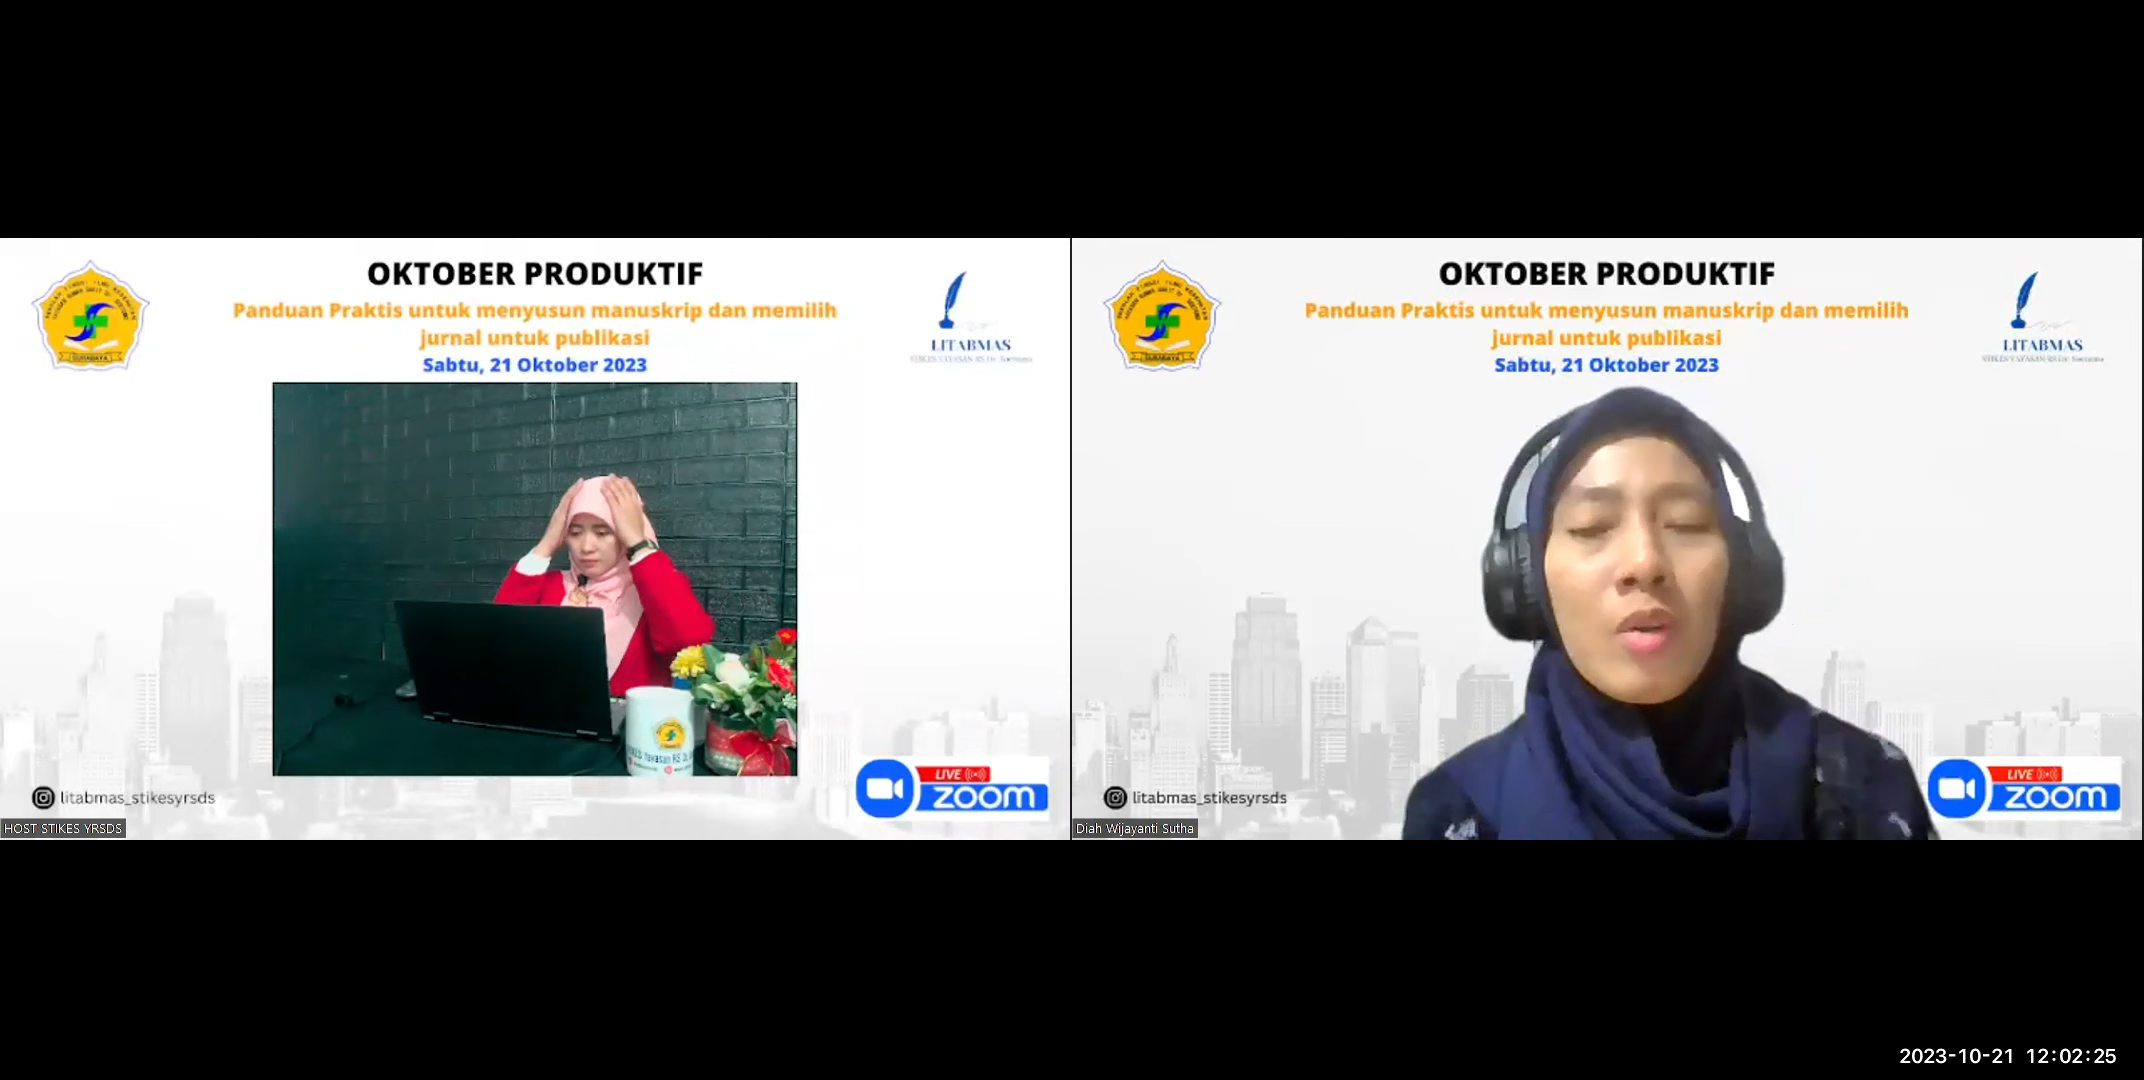 OKTOBER PRODUKTIF
Panduan Praktis untuk menyusun manuskrip dan memilih
jurnal untuk publikasi
Sabtu, 21 Oktober 2023
LITABMAS
SURABAYA
litabmas_stikesyrsds
LIVE
zoom
HOST STIKES YRSDS
OKTOBER PRODUKTIF
Panduan Praktis untuk menyusun manuskrip dan memilih
jurnal untuk publikasi
Sabtu, 21 Oktober 2023
LITABMAS
SURABAYA
litabmas_stikesyrsds
LIVE
zoom
Diah Wijayanti Sutha
2023-10-21 12:02:25